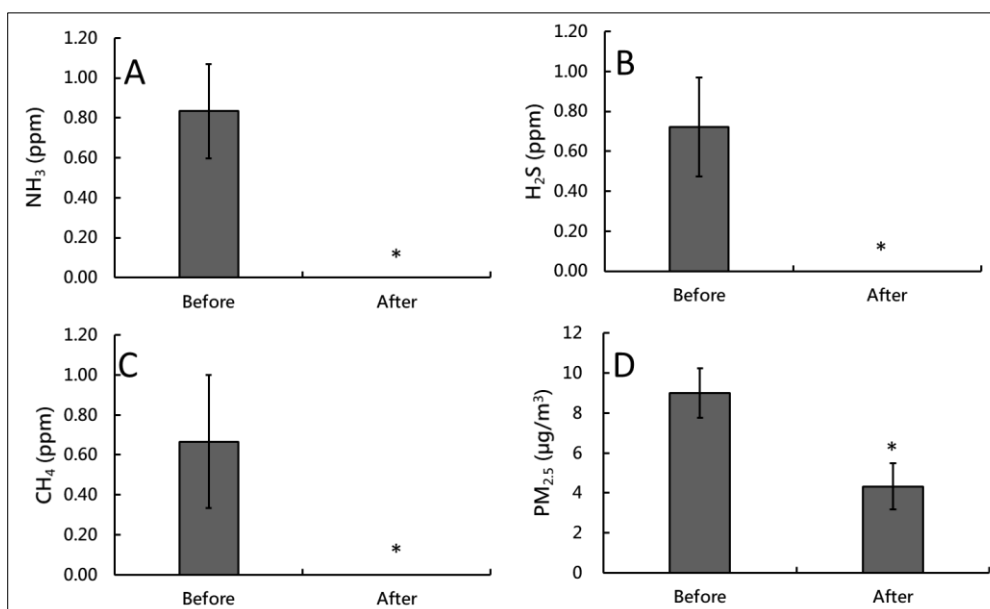 A
NH₃ (ppm)
1.20
1.00
0.80
0.60
0.40
0.20
0.00
*
Before After
B
H₂S (ppm)
1.20
1.00
0.80
0.60
0.40
0.20
0.00
*
Before After
C
CH₄ (ppm)
1.20
1.00
0.80
0.60
0.40
0.20
0.00
*
Before After
D
PM₂.₅ (µg/m³)
12
10
8
6
4
2
0
*
Before After